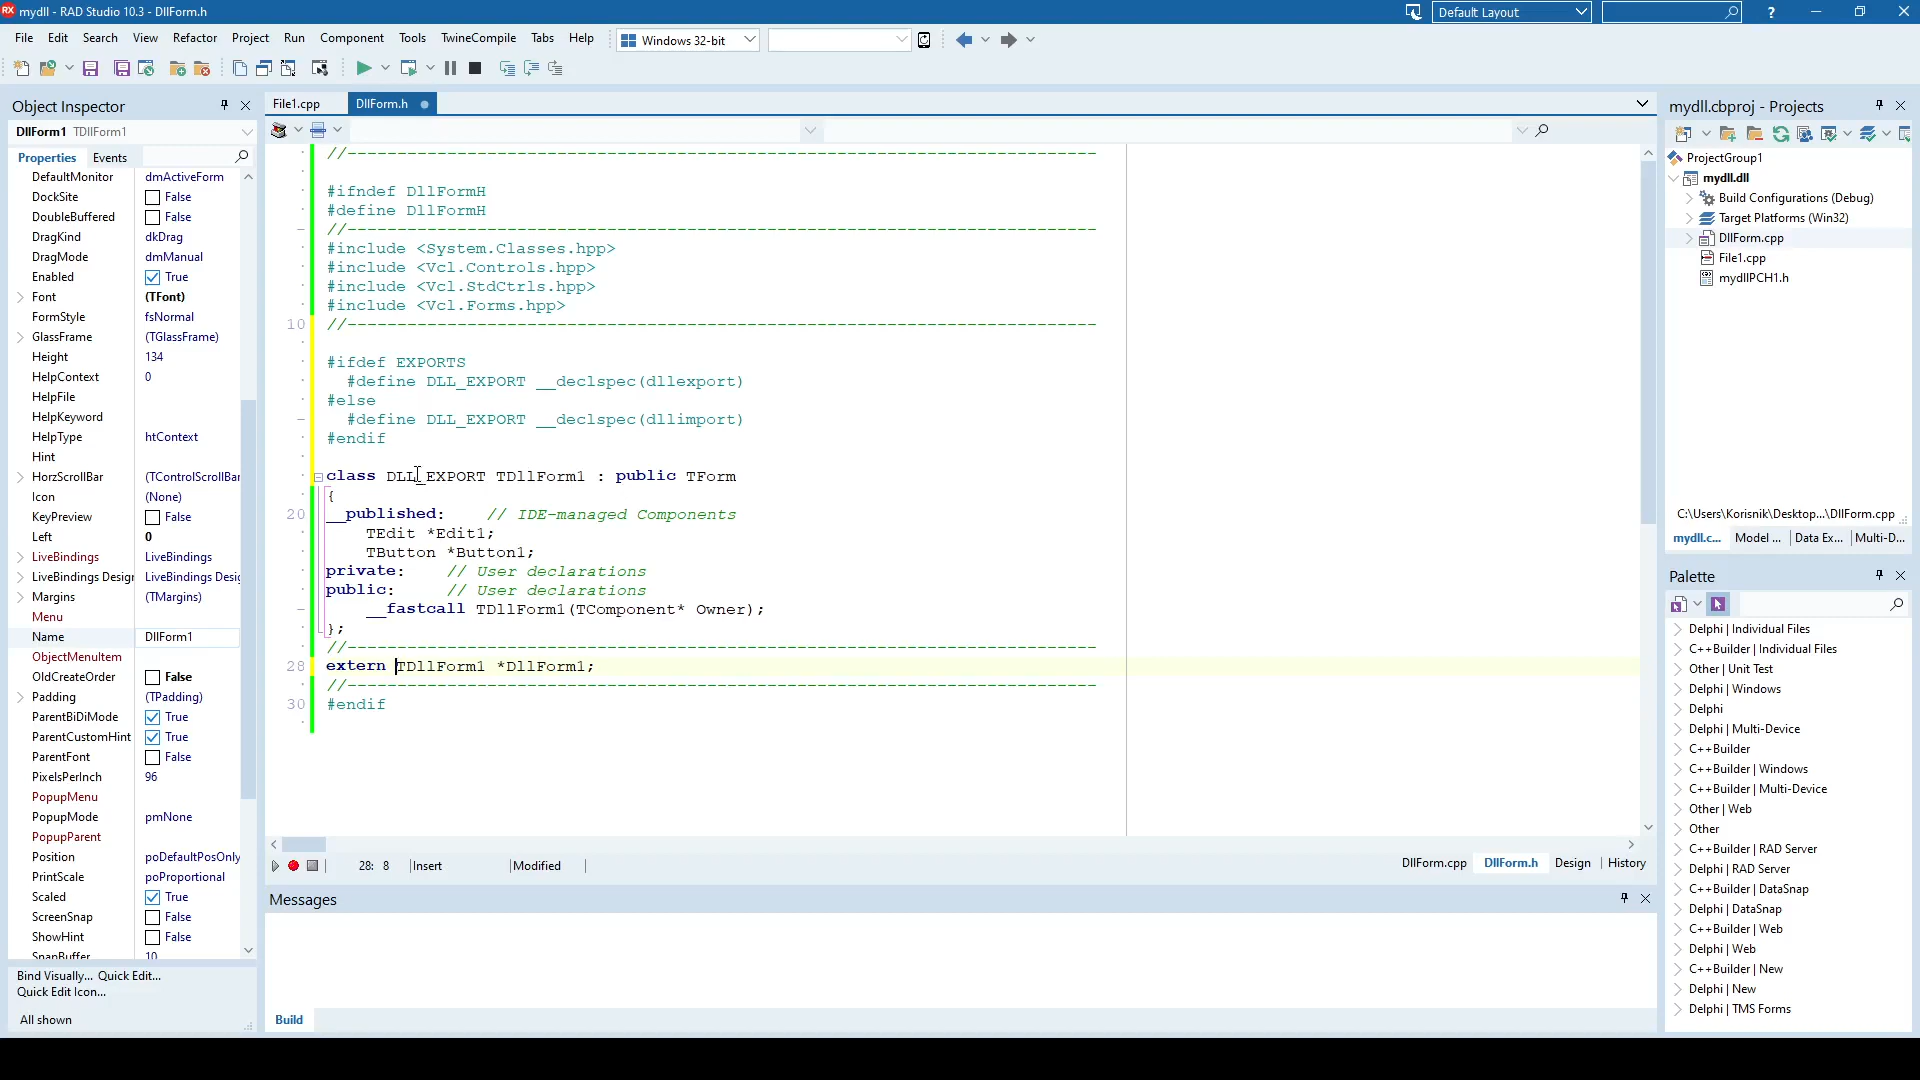 mydll - RAD Studio 10.3 - DllForm.h
Default Layout
?
File Edit Search View Refactor Project Run Component Tools TwineCompile Tabs Help
Windows 32-bit
Object Inspector
DllForm1 TDllForm1
Properties Events
DefaultMonitor dmActiveForm
DockSite False
DoubleBuffered False
DragKind dkDrag
DragMode dmManual
Enabled True
Font (TFont)
FormStyle fsNormal
GlassFrame (TGlassFrame)
Height 134
HelpContext 0
HelpFile
HelpKeyword
HelpType htContext
Hint
HorzScrollBar (TControlScrollBar
Icon (None)
KeyPreview False
Left 0
LiveBindings LiveBindings
LiveBindings Design LiveBindings Desig
Margins (TMargins)
Menu
Name DllForm1
ObjectMenuItem
OldCreateOrder False
Padding (TPadding)
ParentBiDiMode True
ParentCustomHint True
ParentFont False
PixelsPerInch 96
PopupMenu
PopupMode pmNone
PopupParent
Position poDefaultPosOnly
PrintScale poProportional
Scaled True
ScreenSnap False
ShowHint False
SnapBuffer 10
Bind Visually... Quick Edit...
Quick Edit Icon...
All shown
File1.cpp DllForm.h
//---------------------------------------------------------------------------
#ifndef DllFormH
#define DllFormH
//---------------------------------------------------------------------------
#include <System.Classes.hpp>
#include <Vcl.Controls.hpp>
#include <Vcl.StdCtrls.hpp>
#include <Vcl.Forms.hpp>
10 //---------------------------------------------------------------------------
#ifdef EXPORTS
#define DLL_EXPORT __declspec(dllexport)
#else
#define DLL_EXPORT __declspec(dllimport)
#endif
class DLL_EXPORT TDllForm1 : public TForm
{
20 __published: // IDE-managed Components
TEdit *Edit1;
TButton *Button1;
private: // User declarations
public: // User declarations
__fastcall TDllForm1(TComponent* Owner);
};
//---------------------------------------------------------------------------
28 extern TDllForm1 *DllForm1;
//---------------------------------------------------------------------------
30 #endif
28: 8 Insert Modified
DllForm.cpp DllForm.h Design History
Messages
Build
mydll.cbproj - Projects
ProjectGroup1
mydll.dll
Build Configurations (Debug)
Target Platforms (Win32)
DllForm.cpp
File1.cpp
mydllPCH1.h
C:\Users\Korisnik\Desktop...\DllForm.cpp
mydll.c... Model ... Data Ex... Multi-D...
Palette
Delphi | Individual Files
C++Builder | Individual Files
Other | Unit Test
Delphi | Windows
Delphi
Delphi | Multi-Device
C++Builder
C++Builder | Windows
C++Builder | Multi-Device
Other | Web
Other
C++Builder | RAD Server
Delphi | RAD Server
C++Builder | DataSnap
Delphi | DataSnap
C++Builder | Web
Delphi | Web
C++Builder | New
Delphi | New
Delphi | TMS Forms